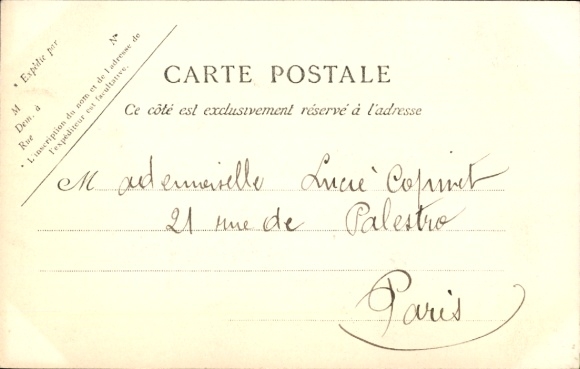 * Expédié par
M N°
Dem. à
Rue
* L'inscription du nom et de l'adresse de
l'expéditeur est facultative.
CARTE POSTALE
Ce côté est exclusivement réservé à l'adresse
Mademoiselle Lucie
21 rue de Palestro
Paris